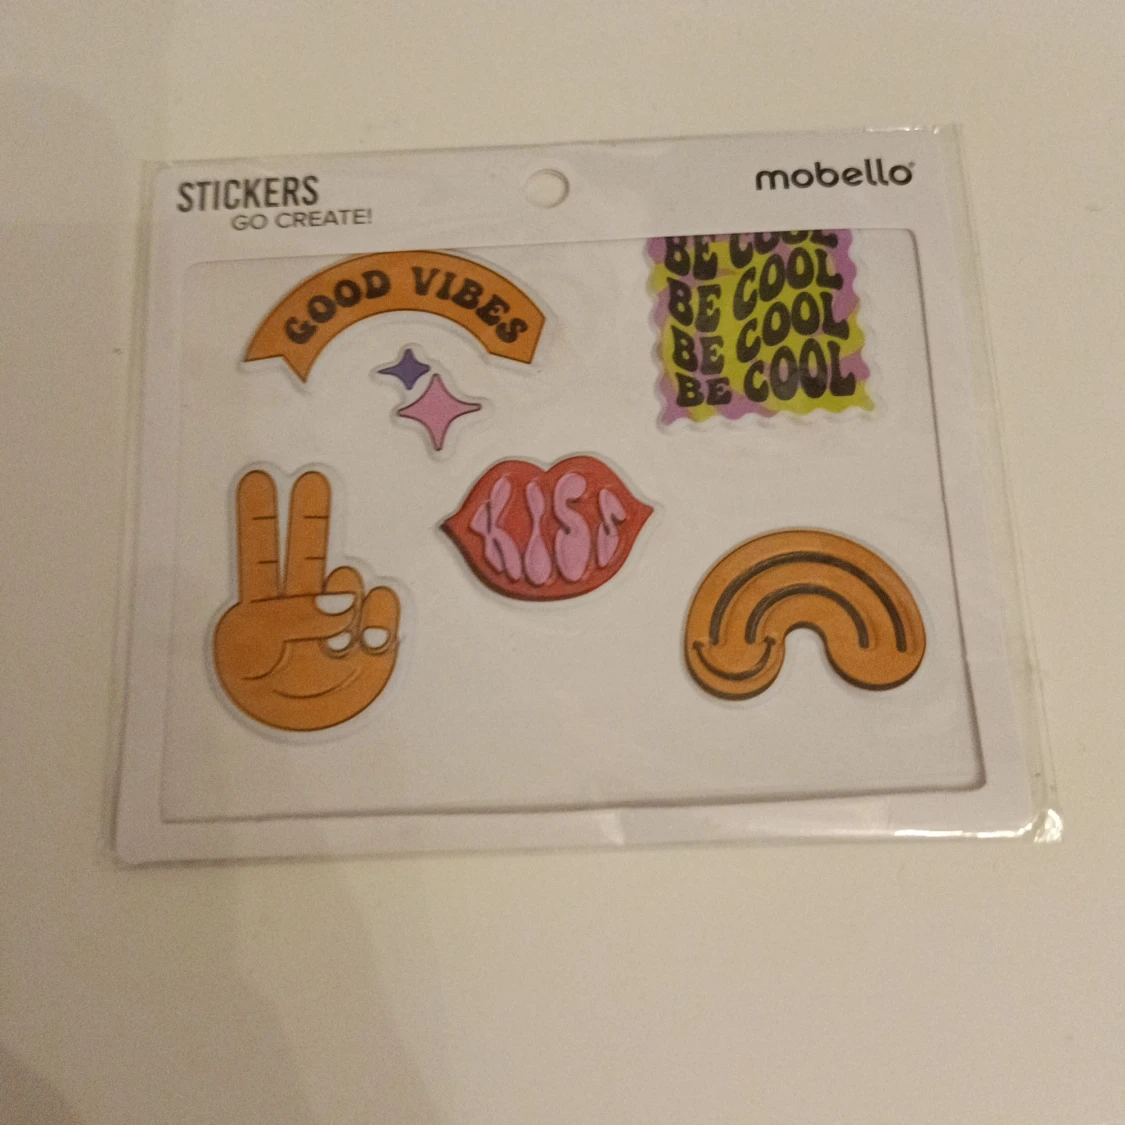 STICKERS
GO CREATE!
mobello
GOOD VIBES
BE COOL
BE COOL
BE COOL
BE COOL
KISS